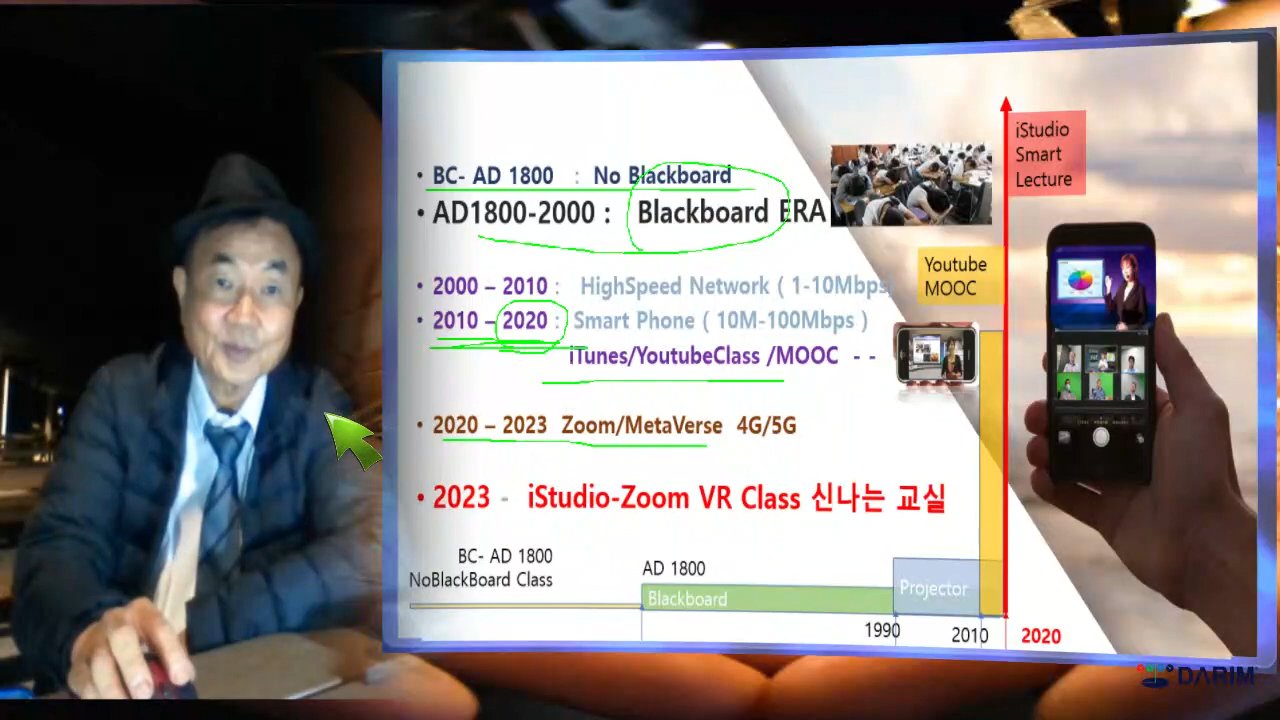 • BC- AD 1800 : No Blackboard
• AD1800-2000 : Blackboard ERA
• 2000 – 2010 : HighSpeed Network ( 1-10Mbps
• 2010 – 2020 : Smart Phone ( 10M-100Mbps )
iTunes/YoutubeClass /MOOC - -
• 2020 – 2023 Zoom/MetaVerse 4G/5G
• 2023 - iStudio-Zoom VR Class 신나는 교실
iStudio
Smart
Lecture
Youtube
MOOC
BC- AD 1800
NoBlackBoard Class
AD 1800
Blackboard
Projector
1990
2010
2020
DARIM